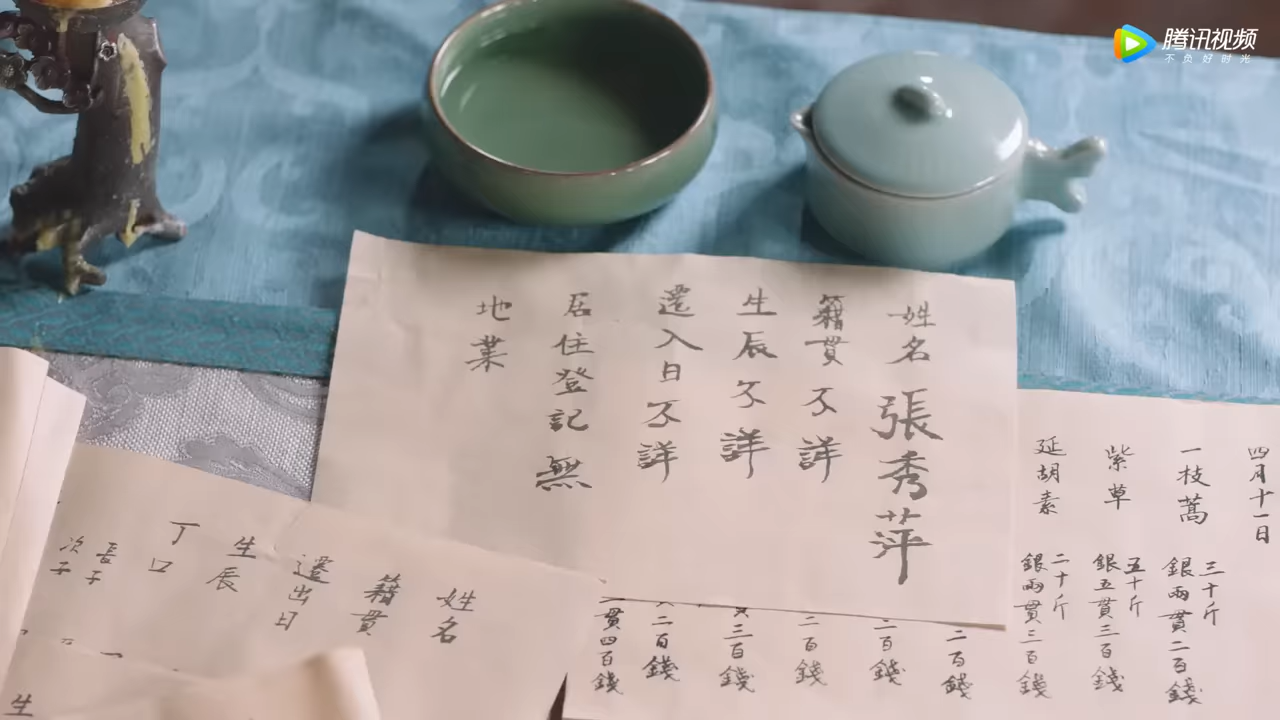 腾讯视频
不负好时光
姓名 張秀萍
籍貫 不詳
生辰 不詳
遷入日 不詳
居住登記 無
地業
四月十一日
一枝蒿 三十斤 銀兩貫二百錢
紫草 五十斤 銀五貫三百錢
延胡素 二十斤 銀兩貫三百錢
二百錢
二百錢
二百錢
三百錢
二百錢
貫四百錢
姓名
籍貫
遷出日
生辰
丁口
長子
次子
生